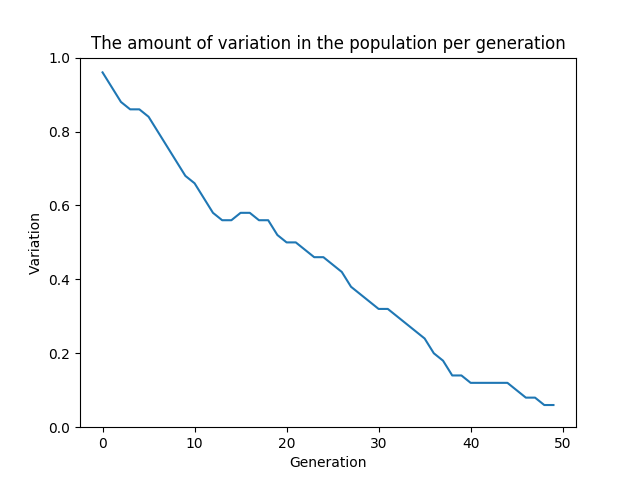 The amount of variation in the population per generation
1.0
0.8
0.6
0.4
0.2
0.0
Variation
0 10 20 30 40 50
Generation